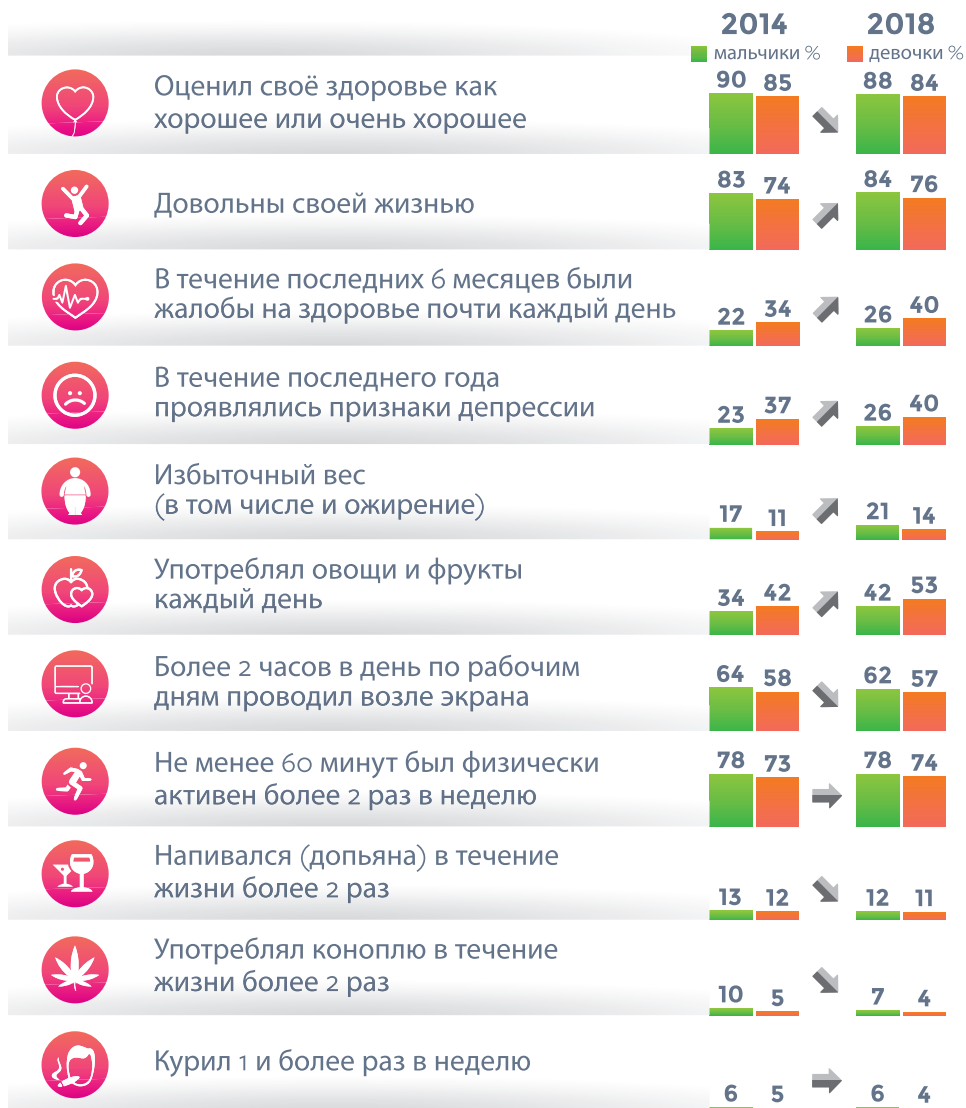 2014 2018
мальчики % девочки %
Оценил своё здоровье как
хорошее или очень хорошее
90 85 88 84
Довольны своей жизнью
83 74 84 76
В течение последних 6 месяцев были
жалобы на здоровье почти каждый день
22 34 26 40
В течение последнего года
проявлялись признаки депрессии
23 37 26 40
Избыточный вес
(в том числе и ожирение)
17 11 21 14
Употреблял овощи и фрукты
каждый день
34 42 42 53
Более 2 часов в день по рабочим
дням проводил возле экрана
64 58 62 57
Не менее 60 минут был физически
активен более 2 раз в неделю
78 73 78 74
Напивался (допьяна) в течение
жизни более 2 раз
13 12 12 11
Употреблял коноплю в течение
жизни более 2 раз
10 5 7 4
Курил 1 и более раз в неделю
6 5 6 4